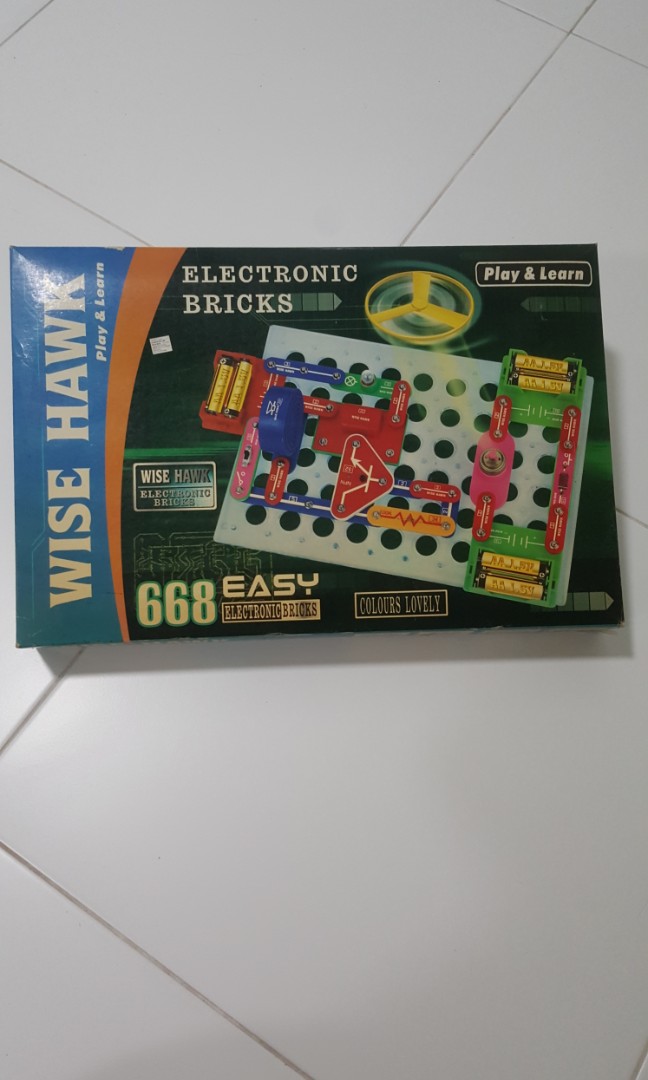 WISE HAWK
Play & Learn
ELECTRONIC
BRICKS
Play & Learn
WISE HAWK
ELECTRONIC
BRICKS
668 EASY
ELECTRONIC BRICKS
COLOURS LOVELY